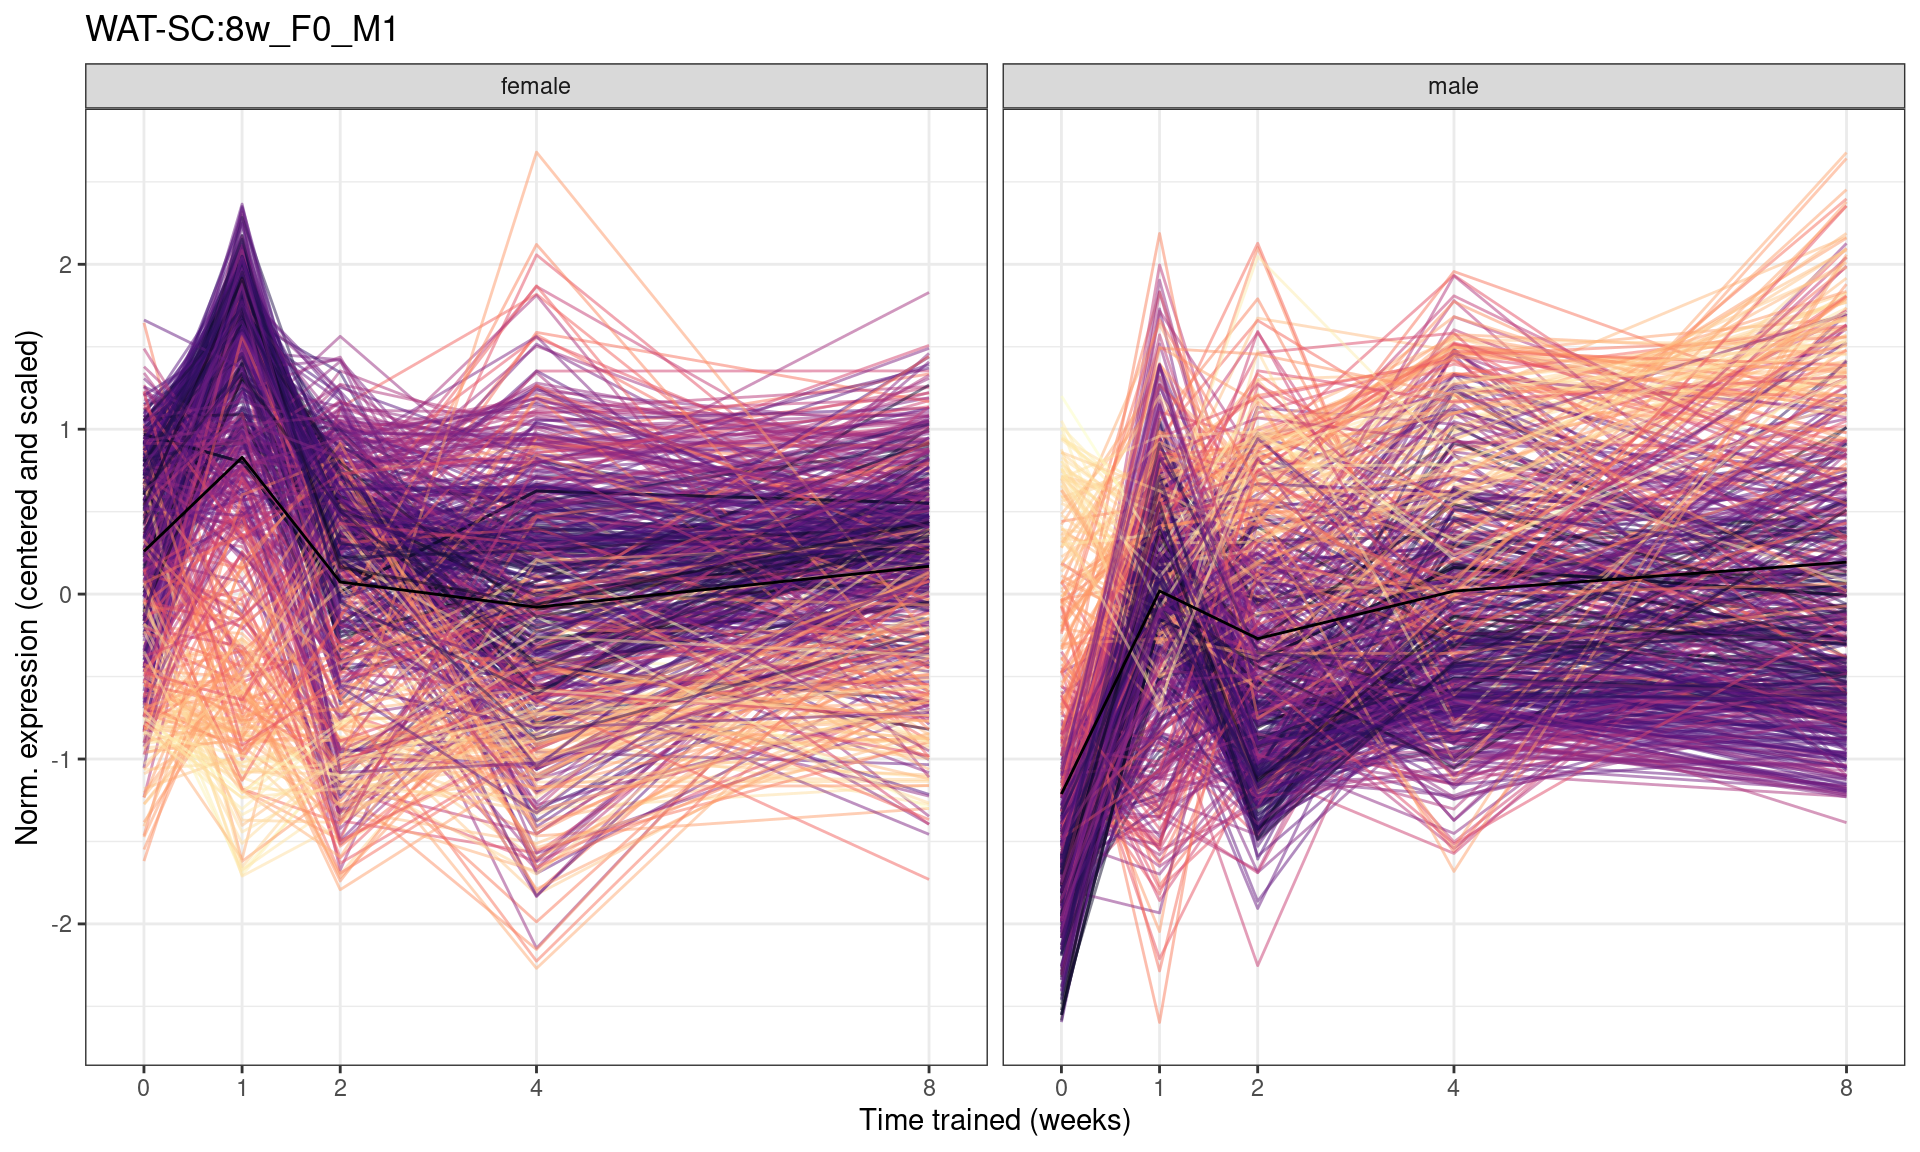 WAT-SC:8w_F0_M1
female
male
Norm. expression (centered and scaled)
2
1
0
-1
-2
0 1 2 4 8
0 1 2 4 8
Time trained (weeks)